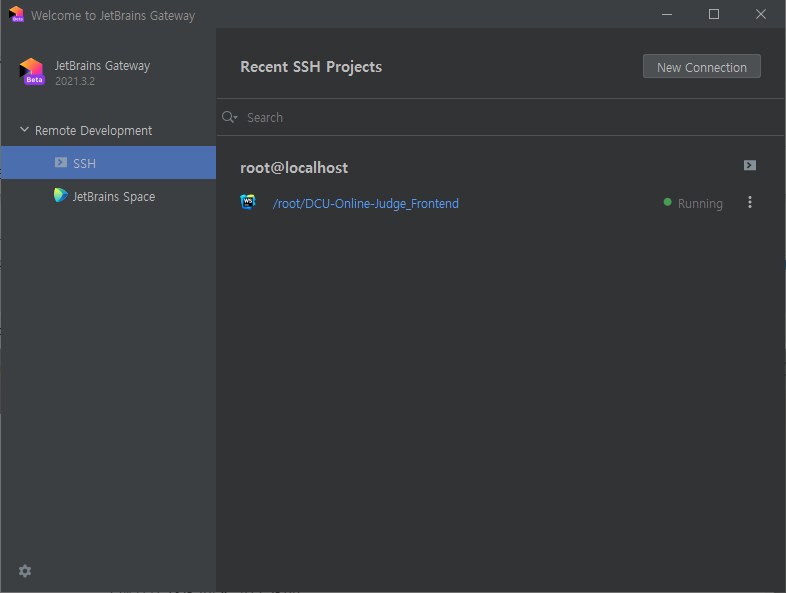 Welcome to JetBrains Gateway
JetBrains Gateway
Beta
2021.3.2
Remote Development
SSH
JetBrains Space
Recent SSH Projects
New Connection
Search
root@localhost
WS
/root/DCU-Online-Judge_Frontend
Running